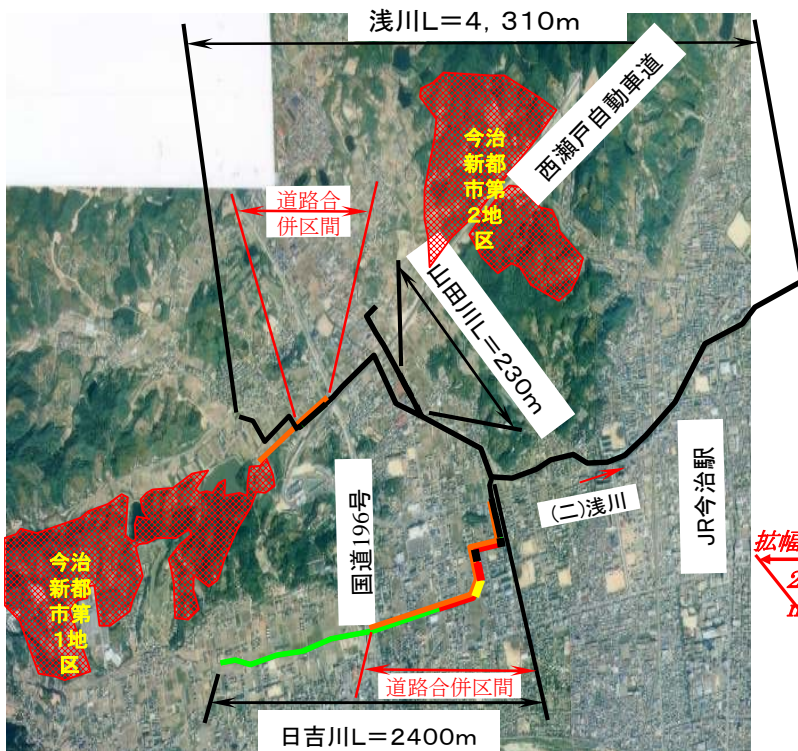 浅川L＝4，310m
西瀬戸自動車道
今治
新都
市第
2地
区
道路合
併区間
山田川L＝230m
(二)浅川
JR今治駅
国道196号
拡幅
2
今治
新都
市第
1地
区
道路合併区間
日吉川L＝2400m